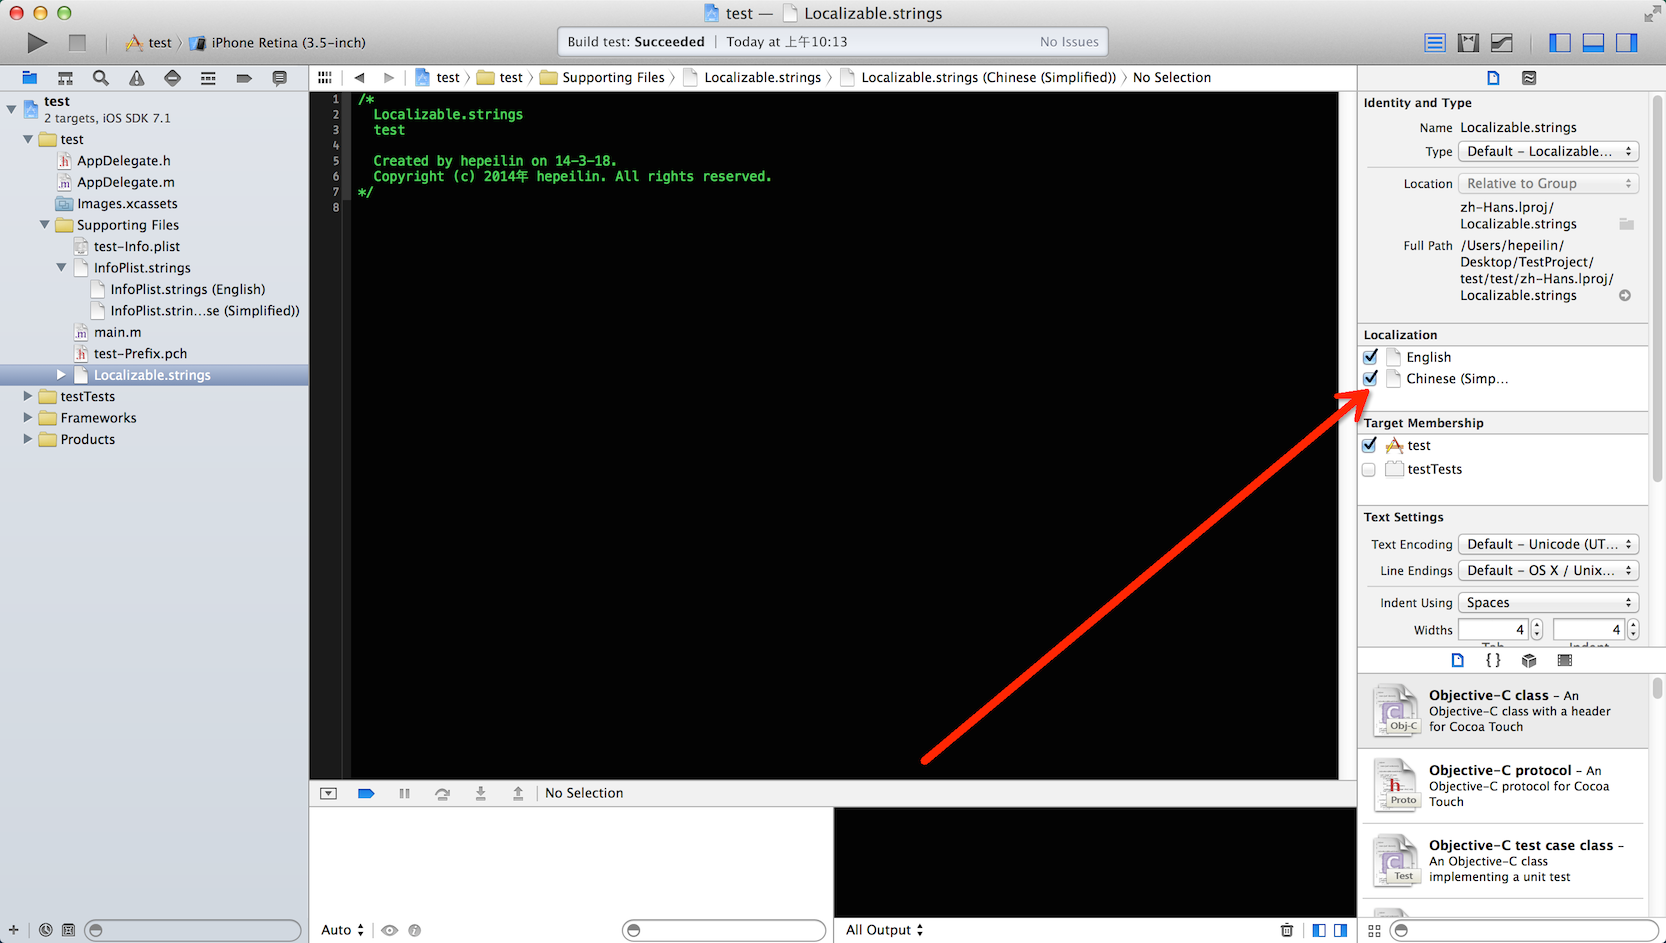 test — Localizable.strings
test
iPhone Retina (3.5-inch)
Build test: Succeeded | Today at 上午10:13
No Issues
test
test
Supporting Files
Localizable.strings
Localizable.strings (Chinese (Simplified))
No Selection
test
2 targets, iOS SDK 7.1
test
AppDelegate.h
AppDelegate.m
Images.xcassets
Supporting Files
test-Info.plist
InfoPlist.strings
InfoPlist.strings (English)
InfoPlist.strin...se (Simplified))
main.m
test-Prefix.pch
Localizable.strings
testTests
Frameworks
Products
1 /*
2 Localizable.strings
3 test
4
5 Created by hepeilin on 14-3-18.
6 Copyright (c) 2014年 hepeilin. All rights reserved.
7 */
8
No Selection
Auto
All Output
Identity and Type
Name Localizable.strings
Type Default - Localizable...
Location Relative to Group
zh-Hans.lproj/
Localizable.strings
Full Path /Users/hepeilin/
Desktop/TestProject/
test/test/zh-Hans.lproj/
Localizable.strings
Localization
English
Chinese (Simp...
Target Membership
test
testTests
Text Settings
Text Encoding Default - Unicode (UT...
Line Endings Default - OS X / Unix...
Indent Using Spaces
Widths 4 4
Tab Indent
{ }
Objective-C class - An
Objective-C class with a header
for Cocoa Touch
Obj-C
Objective-C protocol - An
Objective-C protocol for Cocoa
Touch
h
Proto
Objective-C test case class -
An Objective-C class
implementing a unit test
C
Test